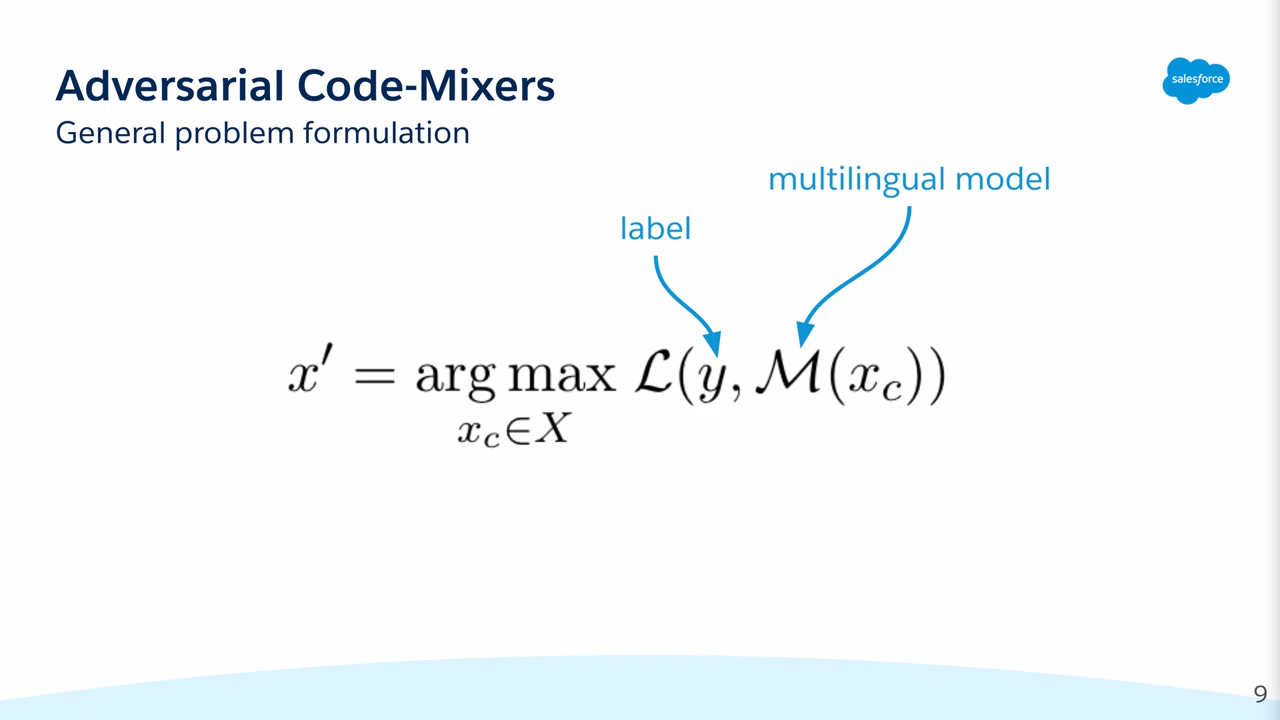 Adversarial Code-Mixers
General problem formulation
salesforce
multilingual model
label
x′ = arg max ℒ(y, ℳ(x_c))
x_c∈X
9